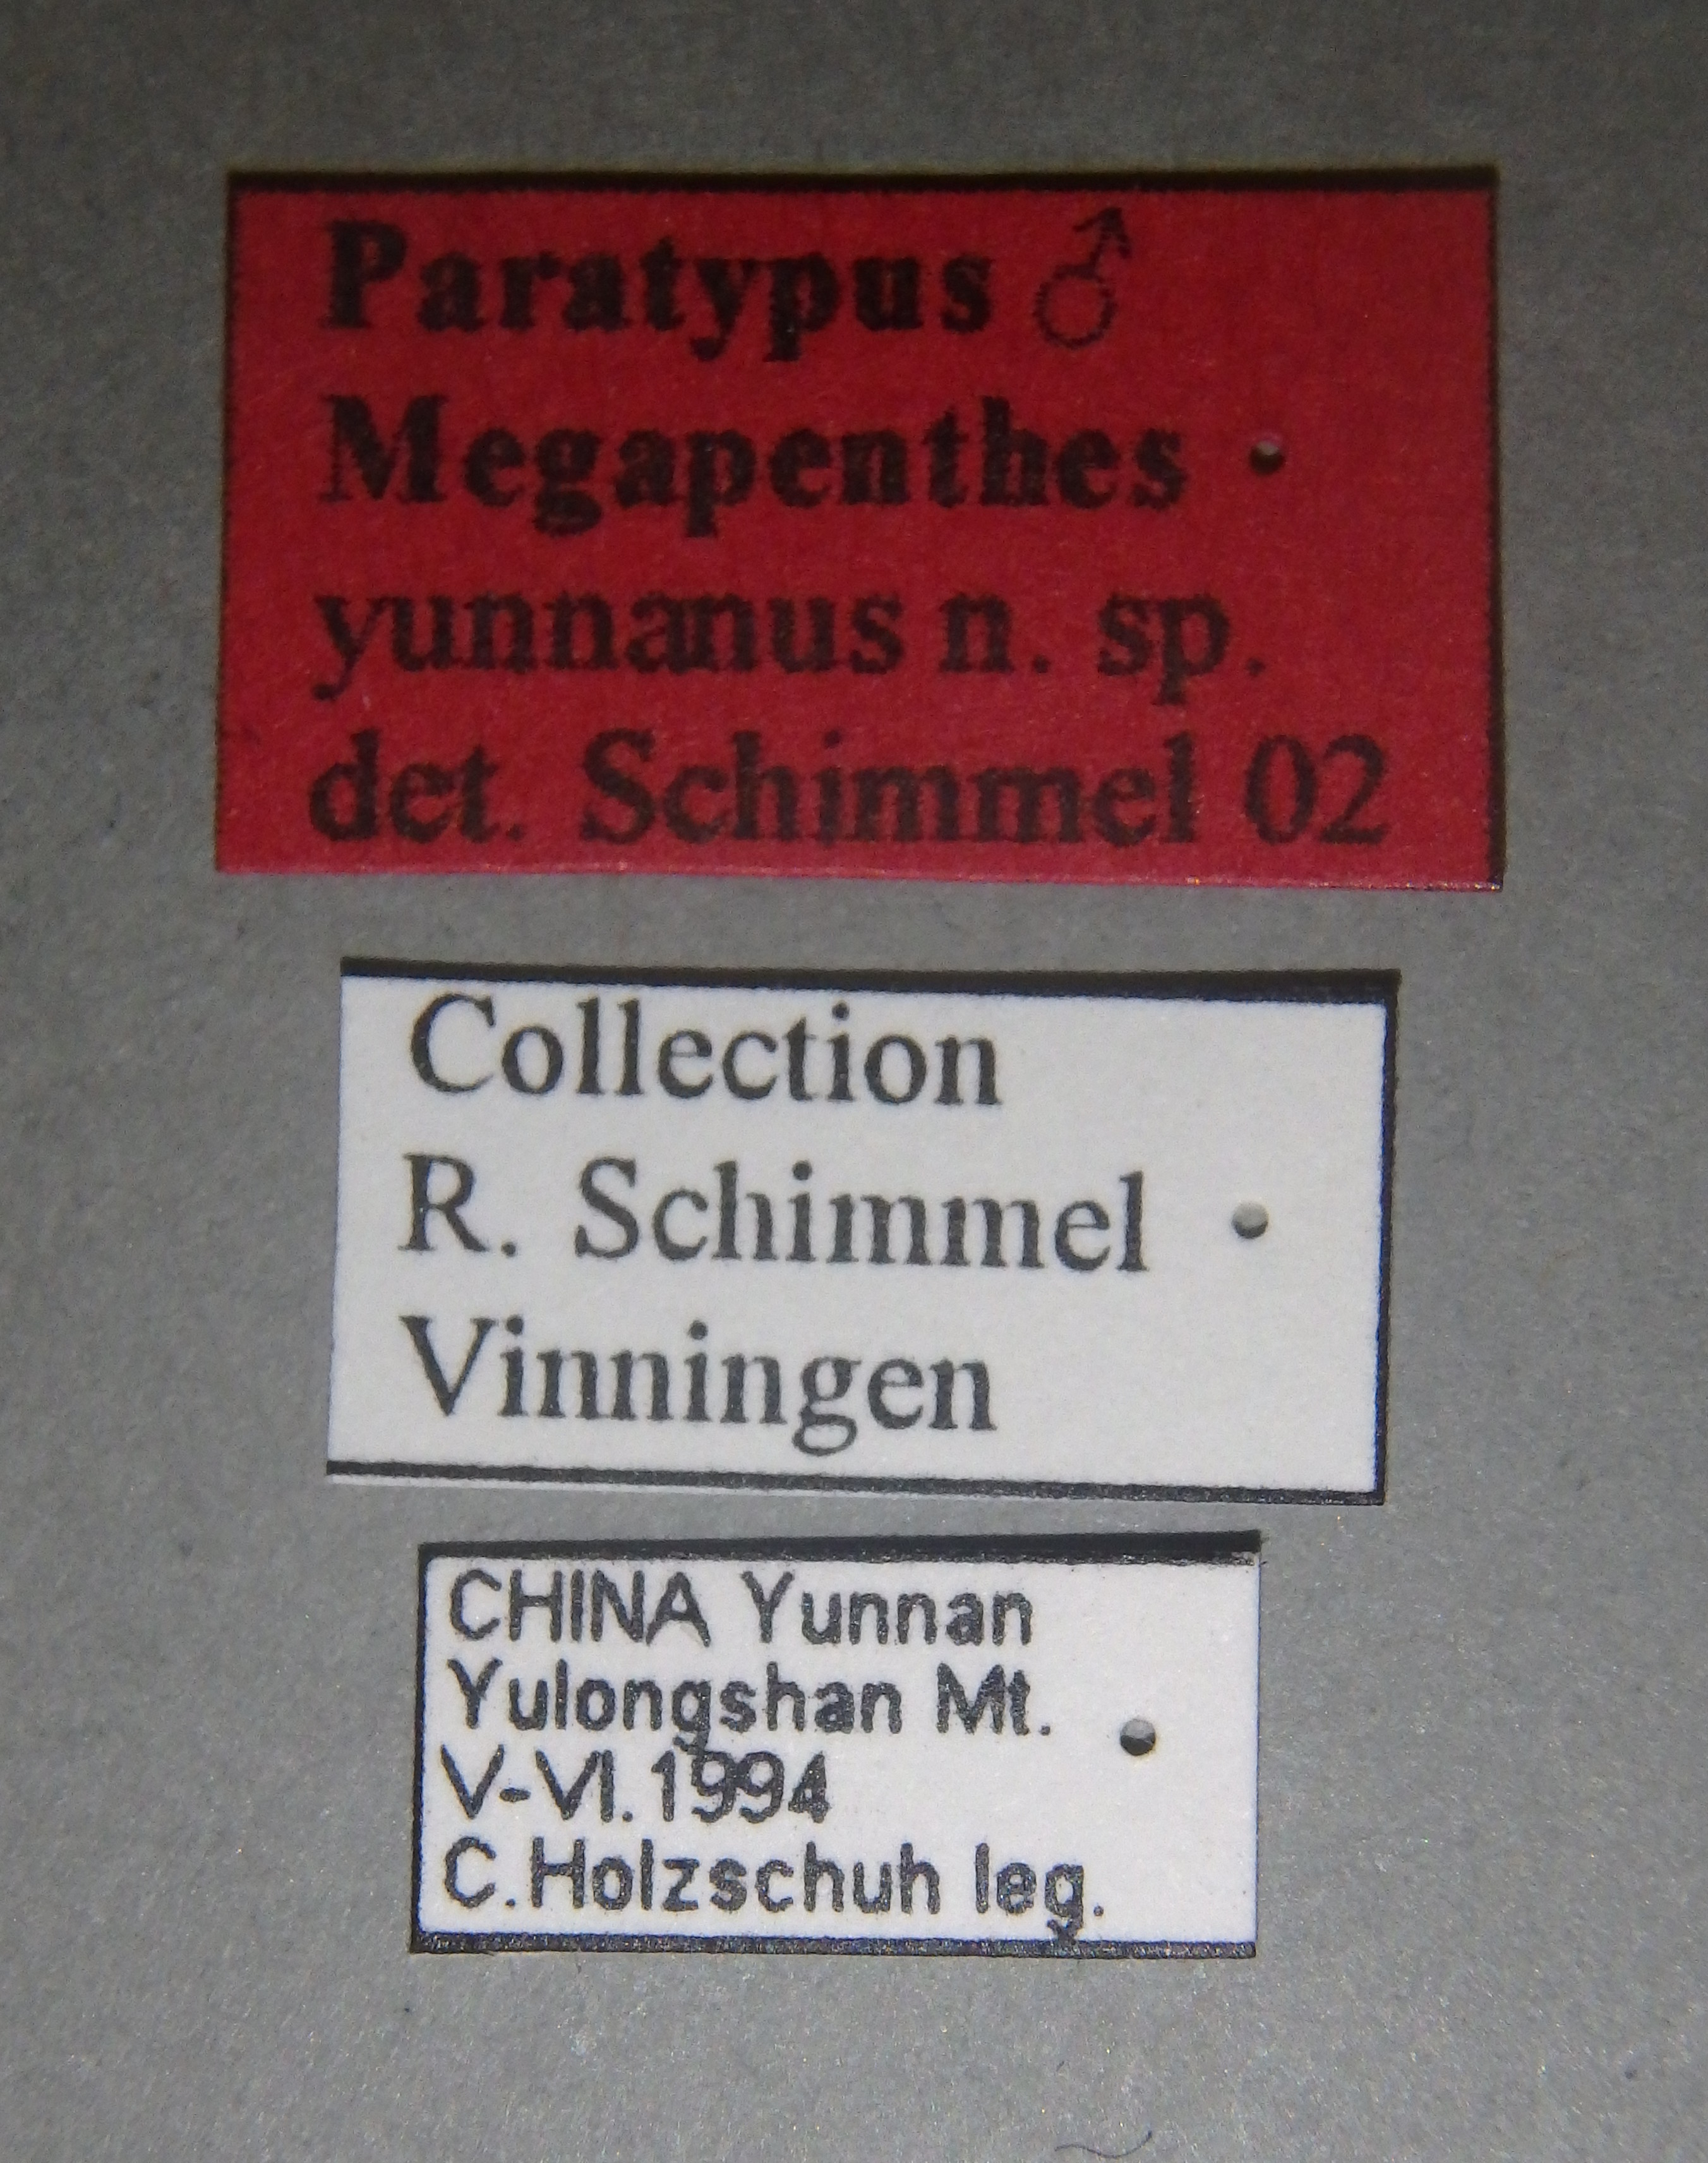 Paratypus ♂
Megapenthes
yunnanus n. sp.
det. Schimmel 02
Collection
R. Schimmel
Vinningen
CHINA Yunnan
Yulongshan Mt.
V-VI.1994
C.Holzschuh leg.